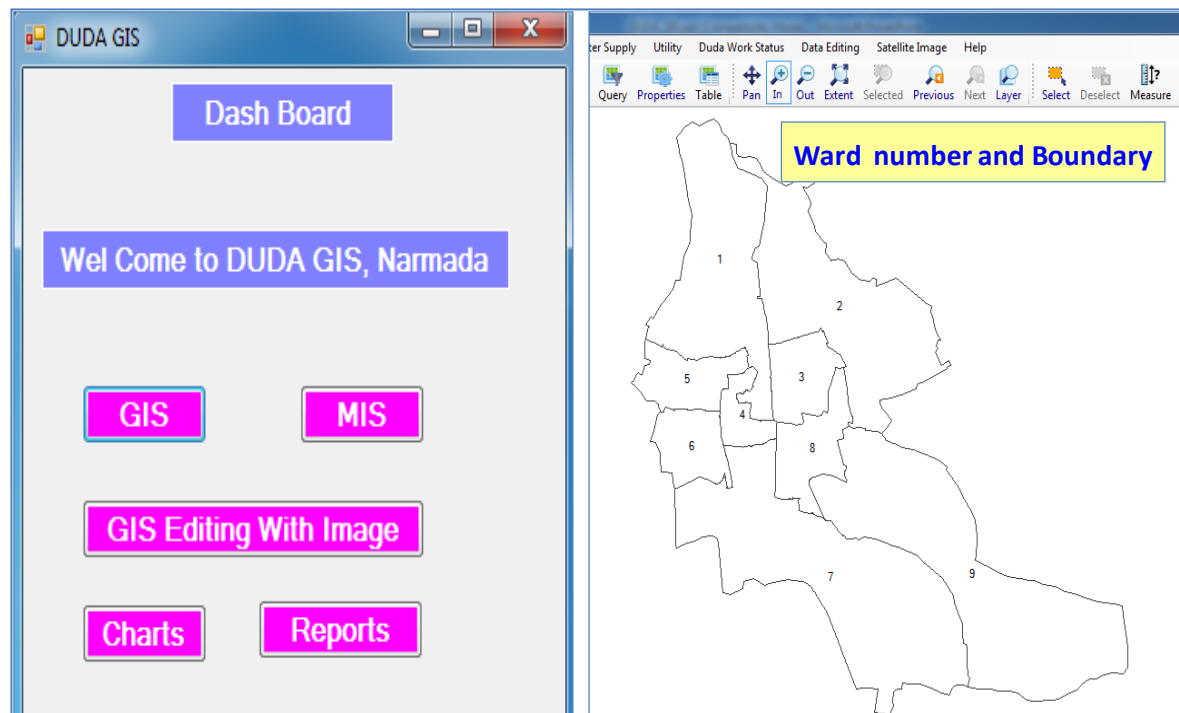 DUDA GIS
Dash Board
Wel Come to DUDA GIS, Narmada
GIS MIS
GIS Editing With Image
Charts Reports
ter Supply Utility Duda Work Status Data Editing Satellite Image Help
Query Properties Table Pan In Out Extent Selected Previous Next Layer Select Deselect Measure
Ward number and Boundary
1
2
3
5
4
6
8
7
9